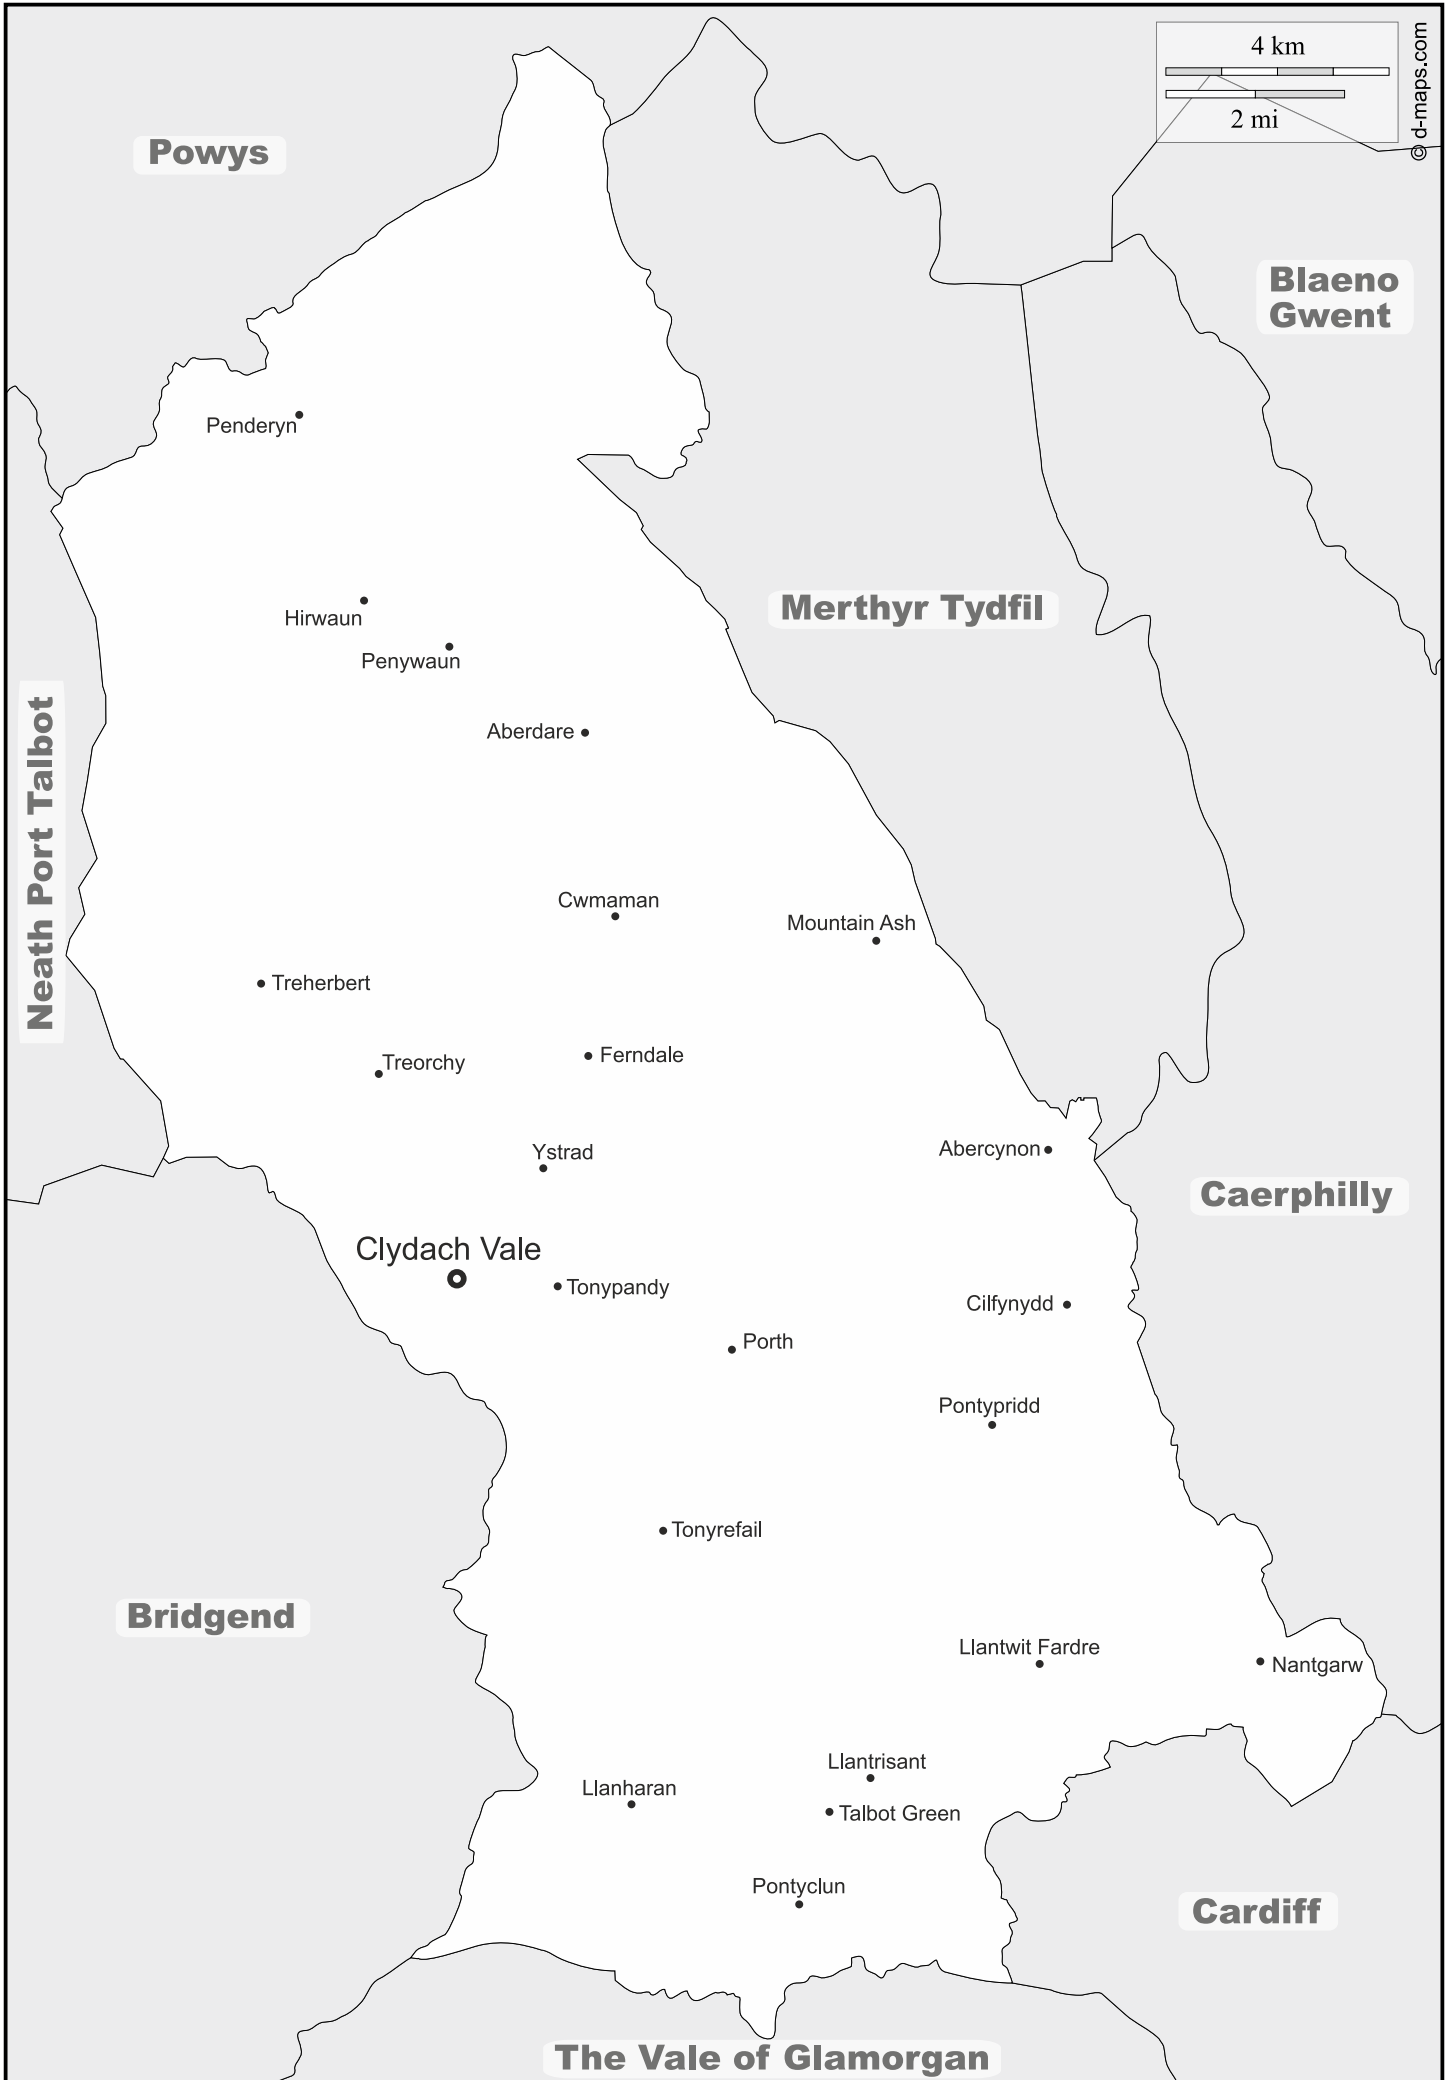 4 km
2 mi
© d-maps.com
Powys
Blaeno
Gwent
Penderyn
Merthyr Tydfil
Hirwaun
Penywaun
Neath Port Talbot
Aberdare
Cwmaman
Mountain Ash
Treherbert
Ferndale
Treorchy
Ystrad
Abercynon
Caerphilly
Clydach Vale
Tonypandy
Cilfynydd
Porth
Pontypridd
Tonyrefail
Bridgend
Llantwit Fardre
Nantgarw
Llantrisant
Llanharan
Talbot Green
Pontyclun
Cardiff
The Vale of Glamorgan